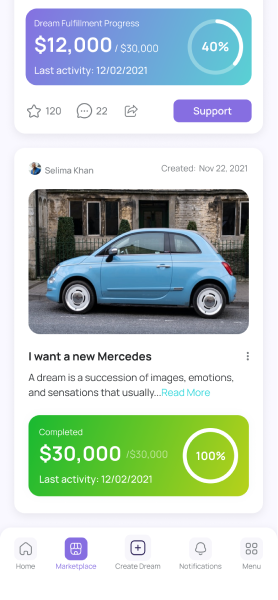 Dream Fulfillment Progress
$12,000 / $30,000
40%
Last activity: 12/02/2021
120
22
Support
Selima Khan
Created: Nov 22, 2021
I want a new Mercedes
A dream is a succession of images, emotions,
and sensations that usually...Read More
Completed
$30,000 /$30,000
100%
Last activity: 12/02/2021
Home
Marketplace
Create Dream
Notifications
Menu